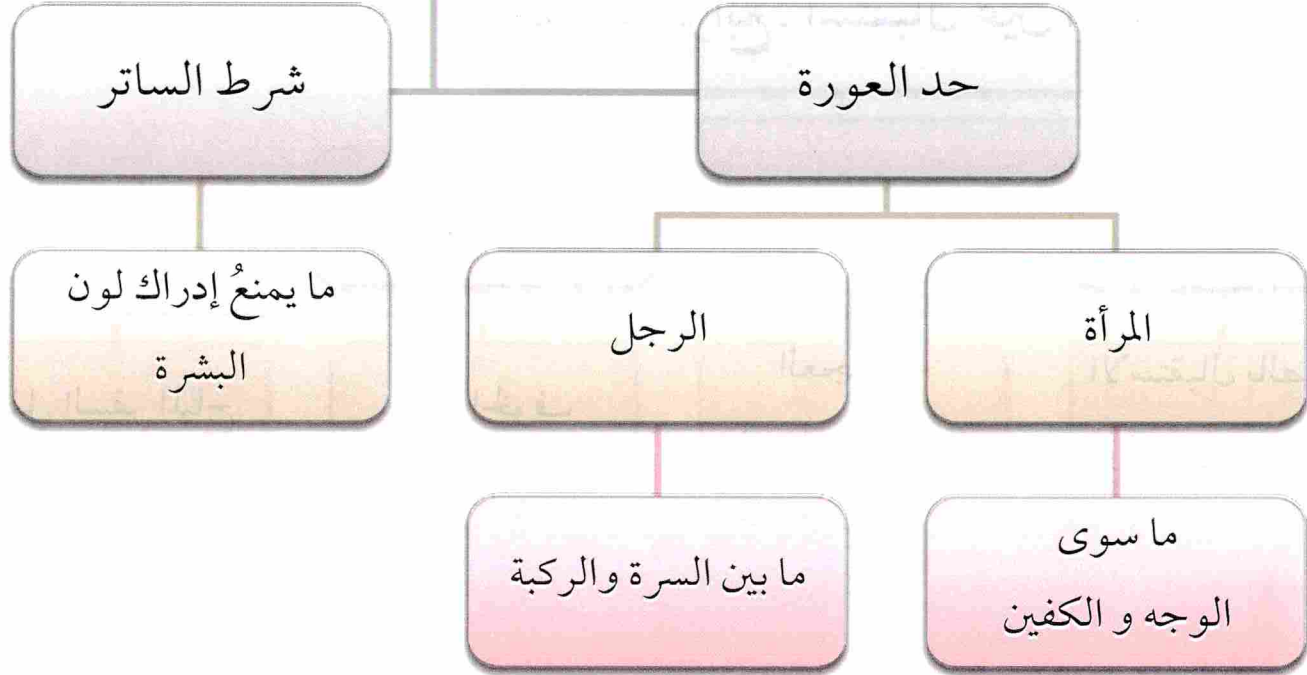 حد العورة
شرط الساتر
المرأة
الرجل
ما يمنعُ إدراك لون
البشرة
ما سوى
الوجه و الكفين
ما بين السرة والركبة